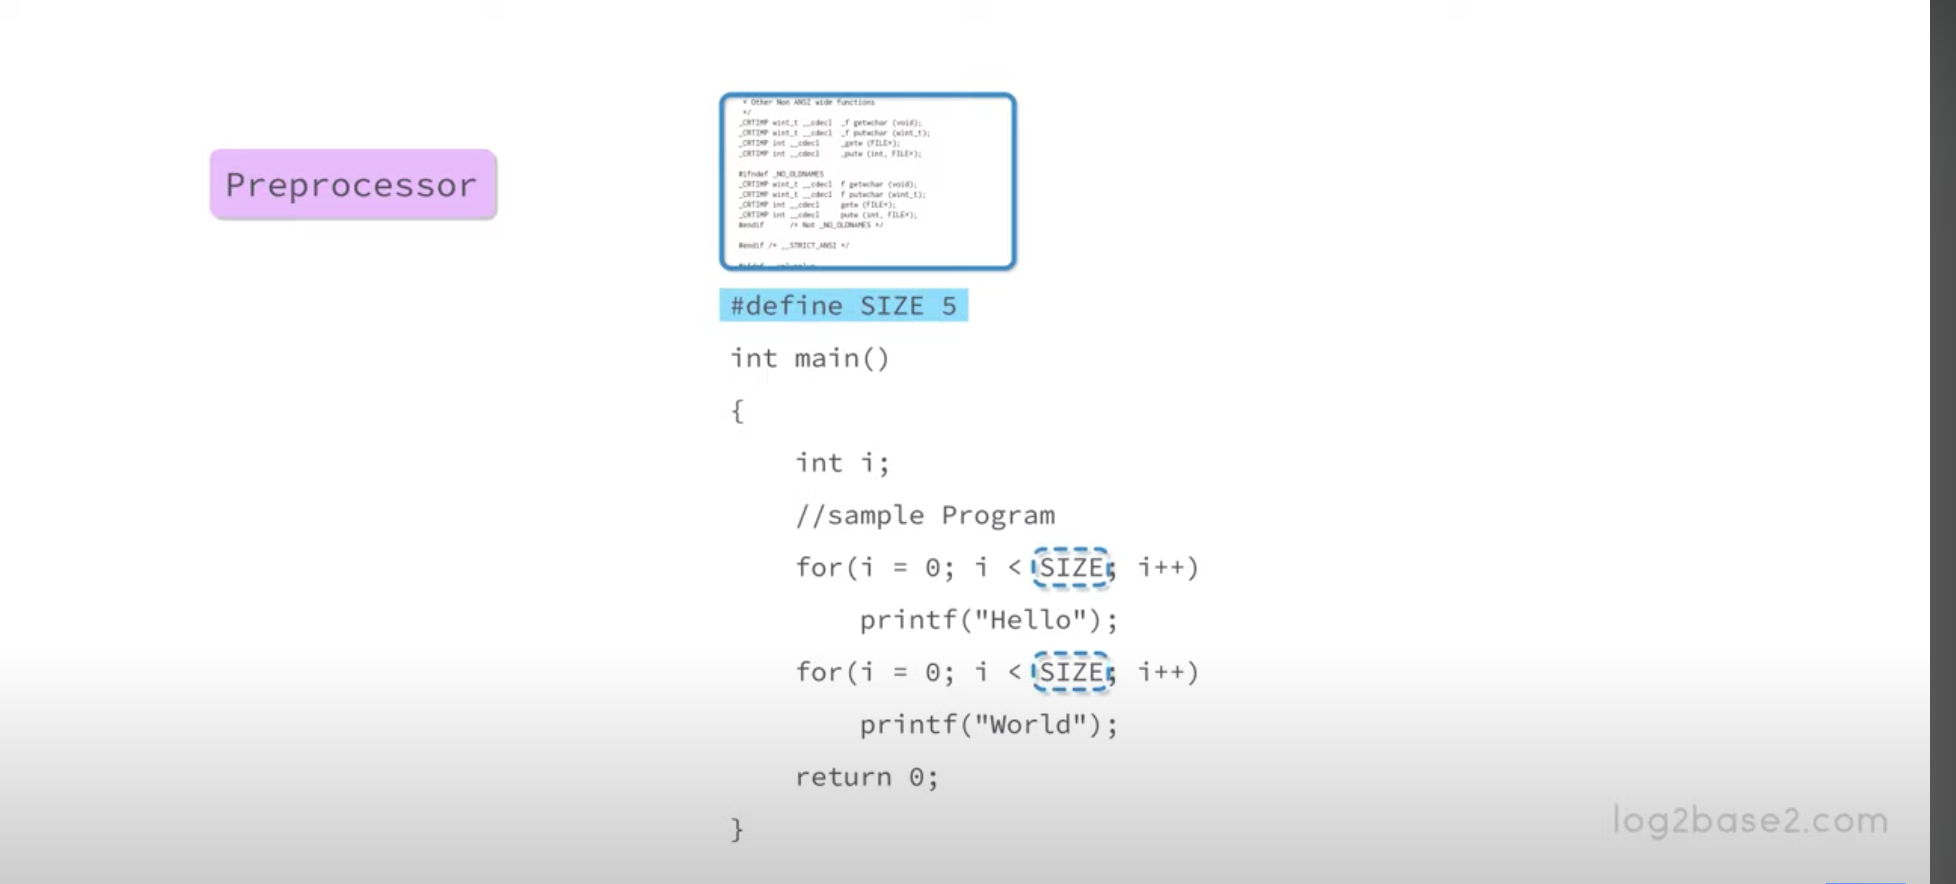 Preprocessor
* Other Non ANSI wide functions
*/
_CRTIMP wint_t __cdecl _f getwchar (void);
_CRTIMP wint_t __cdecl _f putwchar (wint_t);
_CRTIMP int __cdecl _getw (FILE*);
_CRTIMP int __cdecl _putw (int, FILE*);
#ifndef _NO_OLDNAMES
_CRTIMP wint_t __cdecl f getwchar (void);
_CRTIMP wint_t __cdecl f putwchar (wint_t);
_CRTIMP int __cdecl getw (FILE*);
_CRTIMP int __cdecl putw (int, FILE*);
#endif /* Not _NO_OLDNAMES */
#endif /* __STRICT_ANSI */
#define SIZE 5
int main()
{
int i;
//sample Program
for(i = 0; i < SIZE; i++)
printf("Hello");
for(i = 0; i < SIZE; i++)
printf("World");
return 0;
}
log2base2.com